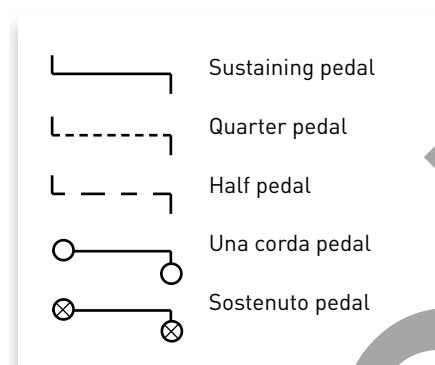 Sustaining pedal
Quarter pedal
Half pedal
Una corda pedal
Sostenuto pedal